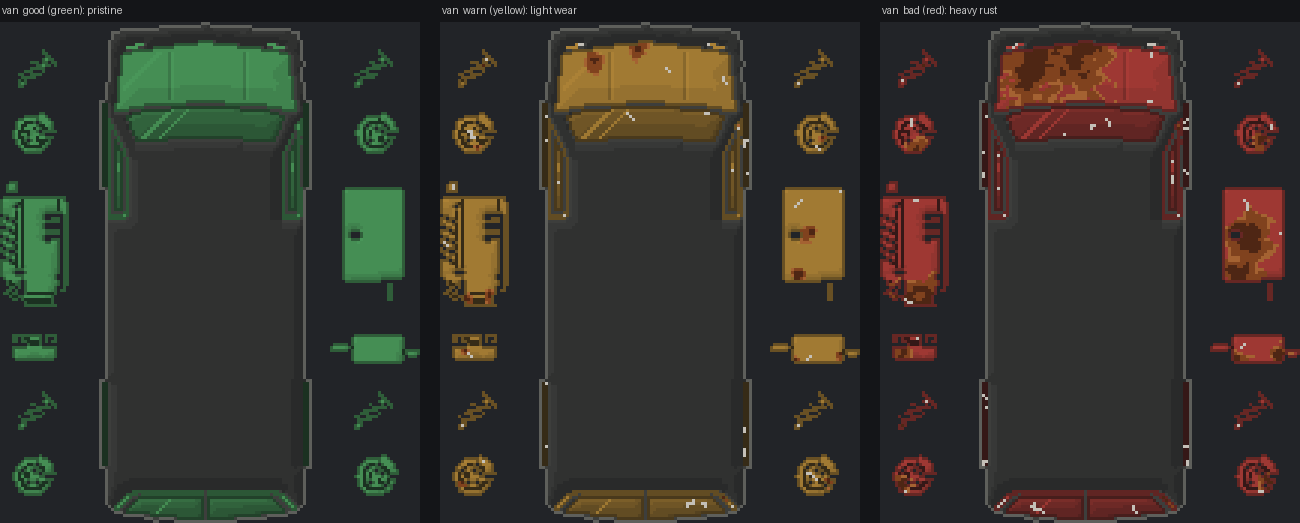 van good (green): pristine
van warn (yellow): light wear
van bad (red): heavy rust